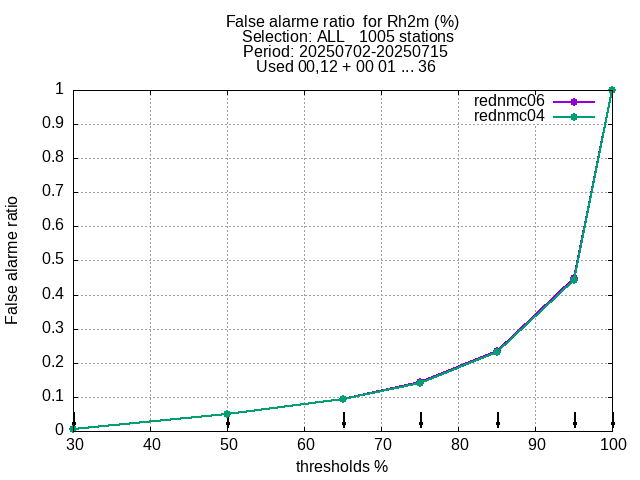 False alarme ratio  for Rh2m (%)
Selection: ALL   1005 stations
Period: 20250702-20250715
Used 00,12 + 00 01 ... 36
rednmc06
rednmc04
1
0.9
0.8
0.7
0.6
0.5
0.4
0.3
0.2
0.1
0
False alarme ratio
30 40 50 60 70 80 90 100
thresholds %